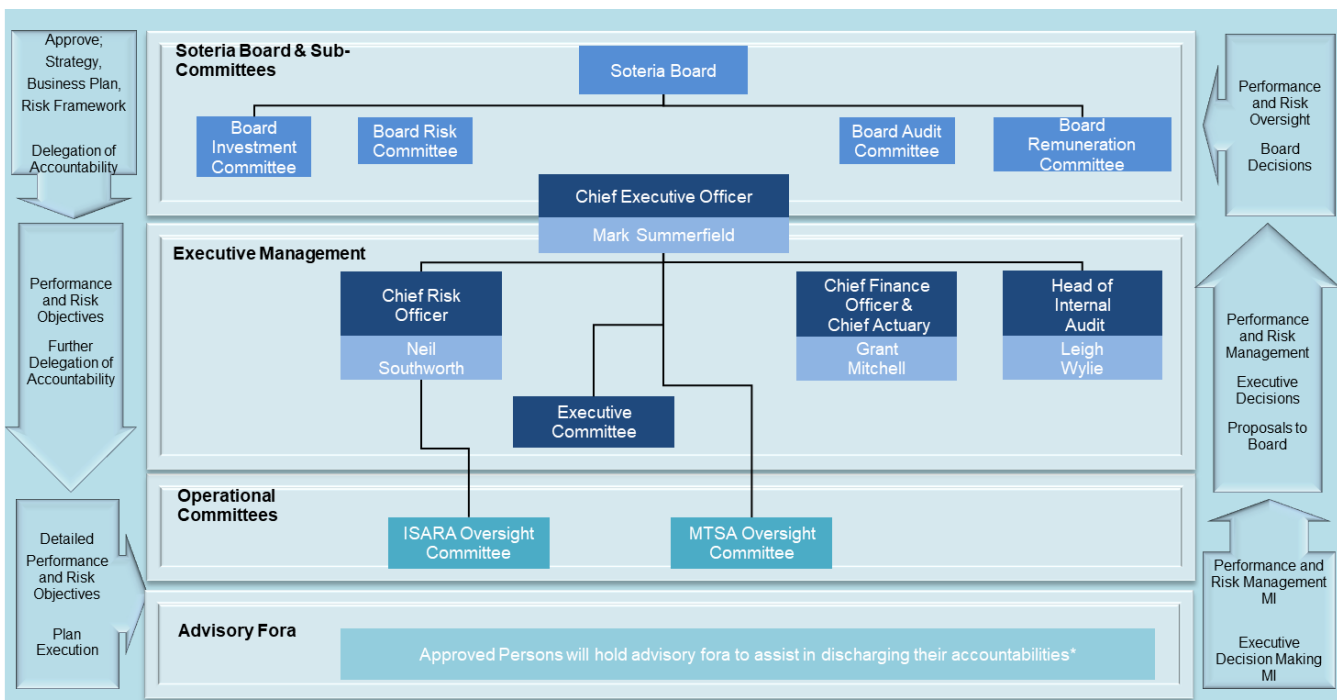 Approve;
Strategy,
Business Plan,
Risk Framework
Delegation of
Accountability
Performance
and Risk
Objectives
Further
Delegation of
Accountability
Detailed
Performance
and Risk
Objectives
Plan
Execution
Soteria Board & Sub-
Committees
Soteria Board
Board
Investment
Committee
Board Risk
Committee
Board Audit
Committee
Board
Remuneration
Committee
Chief Executive Officer
Mark Summerfield
Executive Management
Chief Risk
Officer
Neil
Southworth
Chief Finance
Officer &
Chief Actuary
Grant
Mitchell
Head of
Internal
Audit
Leigh
Wylie
Executive
Committee
Operational
Committees
ISARA Oversight
Committee
MTSA Oversight
Committee
Advisory Fora
Approved Persons will hold advisory fora to assist in discharging their accountabilities*
Performance
and Risk
Oversight
Board
Decisions
Performance
and Risk
Management
Executive
Decisions
Proposals to
Board
Performance and
Risk Management
MI
Executive
Decision Making
MI